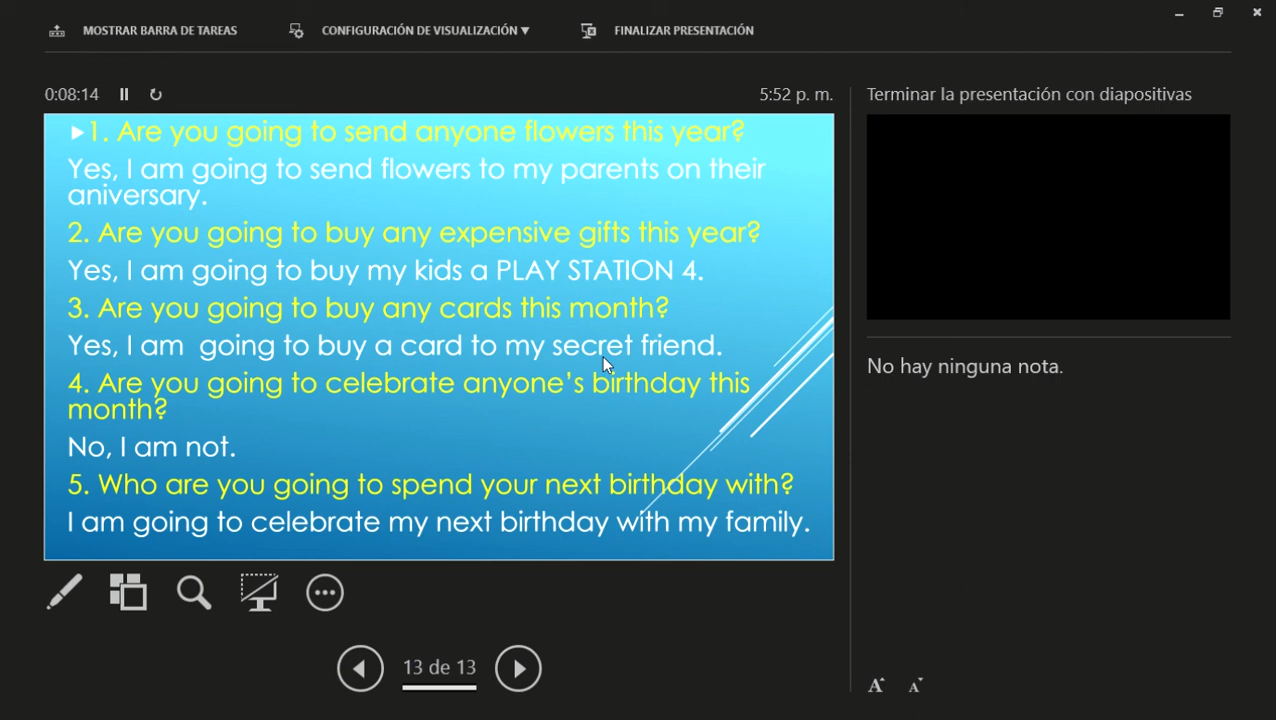 MOSTRAR BARRA DE TAREAS
CONFIGURACIÓN DE VISUALIZACIÓN ▼
FINALIZAR PRESENTACIÓN
0:08:14
5:52 p. m.
1. Are you going to send anyone flowers this year?
Yes, I am going to send flowers to my parents on their
aniversary.
2. Are you going to buy any expensive gifts this year?
Yes, I am going to buy my kids a PLAY STATION 4.
3. Are you going to buy any cards this month?
Yes, I am  going to buy a card to my secret friend.
4. Are you going to celebrate anyone’s birthday this
month?
No, I am not.
5. Who are you going to spend your next birthday with?
I am going to celebrate my next birthday with my family.
13 de 13
Terminar la presentación con diapositivas
No hay ninguna nota.
A A